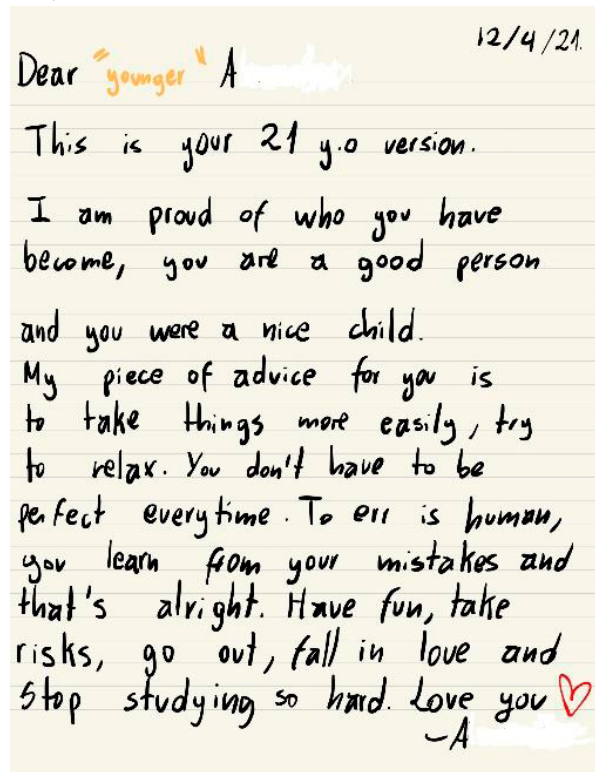 12/4/21.
Dear "younger" A
This is your 21 y.o version.
I am proud of who you have
become, you are a good person
and you were a nice child.
My piece of advice for you is
to take things more easily, try
to relax. You don't have to be
perfect everytime. To err is human,
you learn from your mistakes and
that's alright. Have fun, take
risks, go out, fall in love and
stop studying so hard. Love you
-A